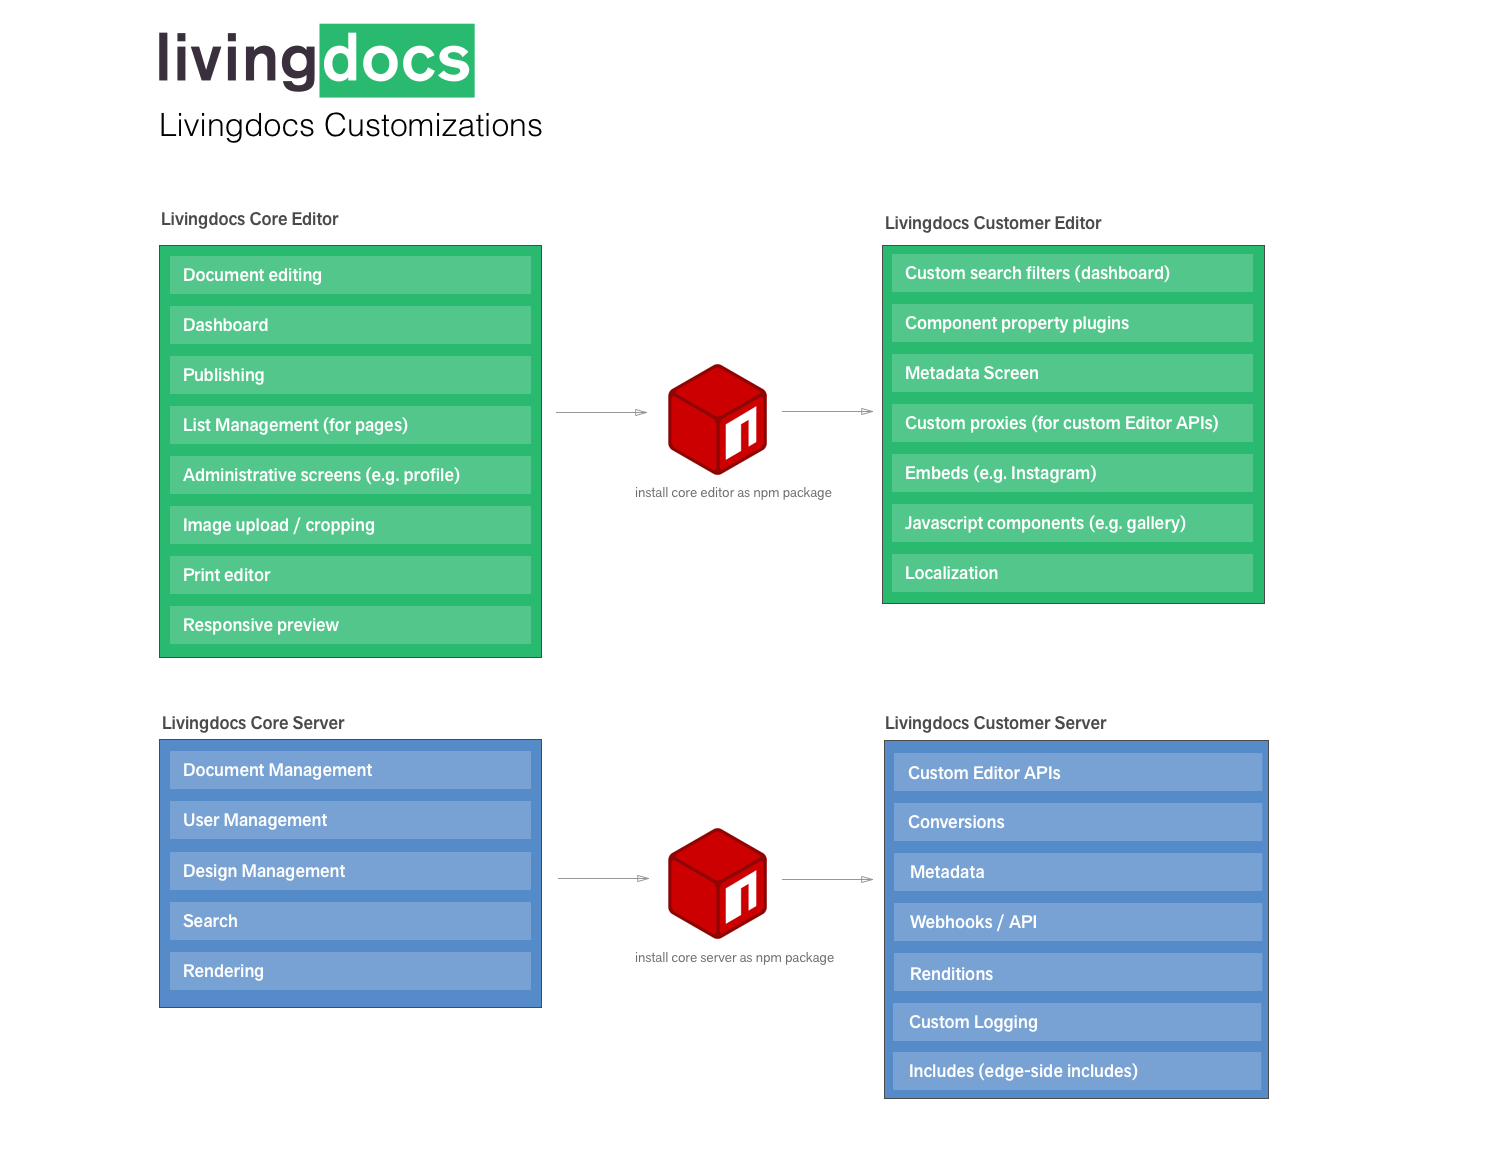 livingdocs
Livingdocs Customizations
Livingdocs Core Editor
Document editing
Dashboard
Publishing
List Management (for pages)
Administrative screens (e.g. profile)
Image upload / cropping
Print editor
Responsive preview
install core editor as npm package
Livingdocs Customer Editor
Custom search filters (dashboard)
Component property plugins
Metadata Screen
Custom proxies (for custom Editor APIs)
Embeds (e.g. Instagram)
Javascript components (e.g. gallery)
Localization
Livingdocs Core Server
Document Management
User Management
Design Management
Search
Rendering
install core server as npm package
Livingdocs Customer Server
Custom Editor APIs
Conversions
Metadata
Webhooks / API
Renditions
Custom Logging
Includes (edge-side includes)